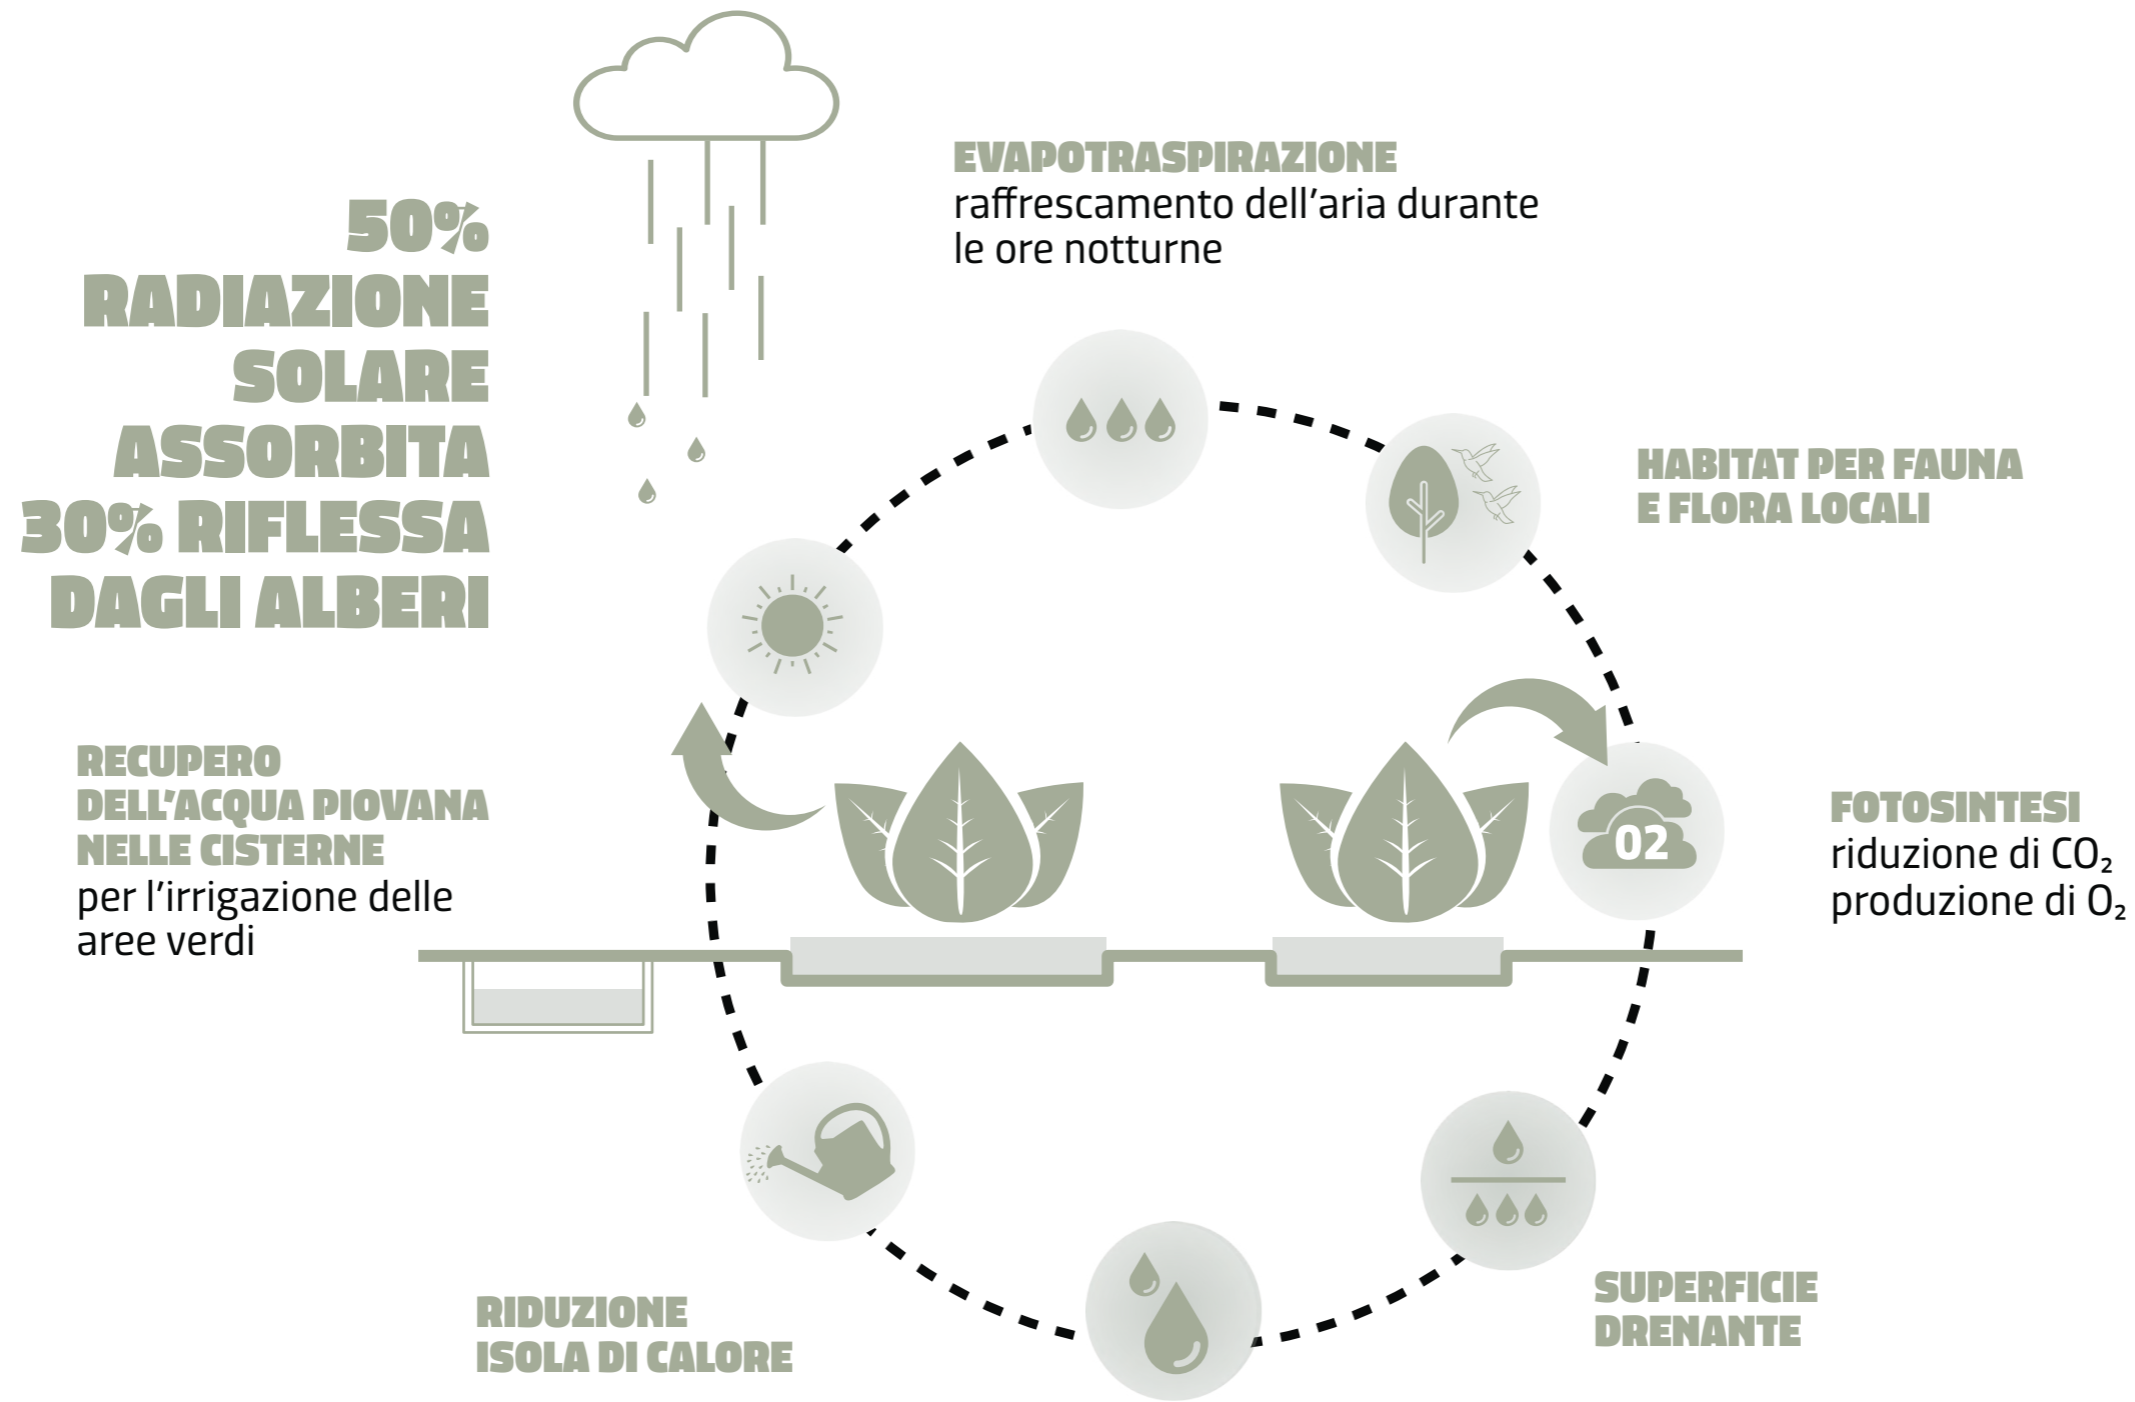 50%
RADIAZIONE
SOLARE
ASSORBITA
30% RIFLESSA
DAGLI ALBERI
EVAPOTRASPIRAZIONE
raffrescamento dell’aria durante
le ore notturne
HABITAT PER FAUNA
E FLORA LOCALI
RECUPERO
DELL’ACQUA PIOVANA
NELLE CISTERNE
per l’irrigazione delle
aree verdi
02
FOTOSINTESI
riduzione di CO₂
produzione di O₂
RIDUZIONE
ISOLA DI CALORE
SUPERFICIE
DRENANTE